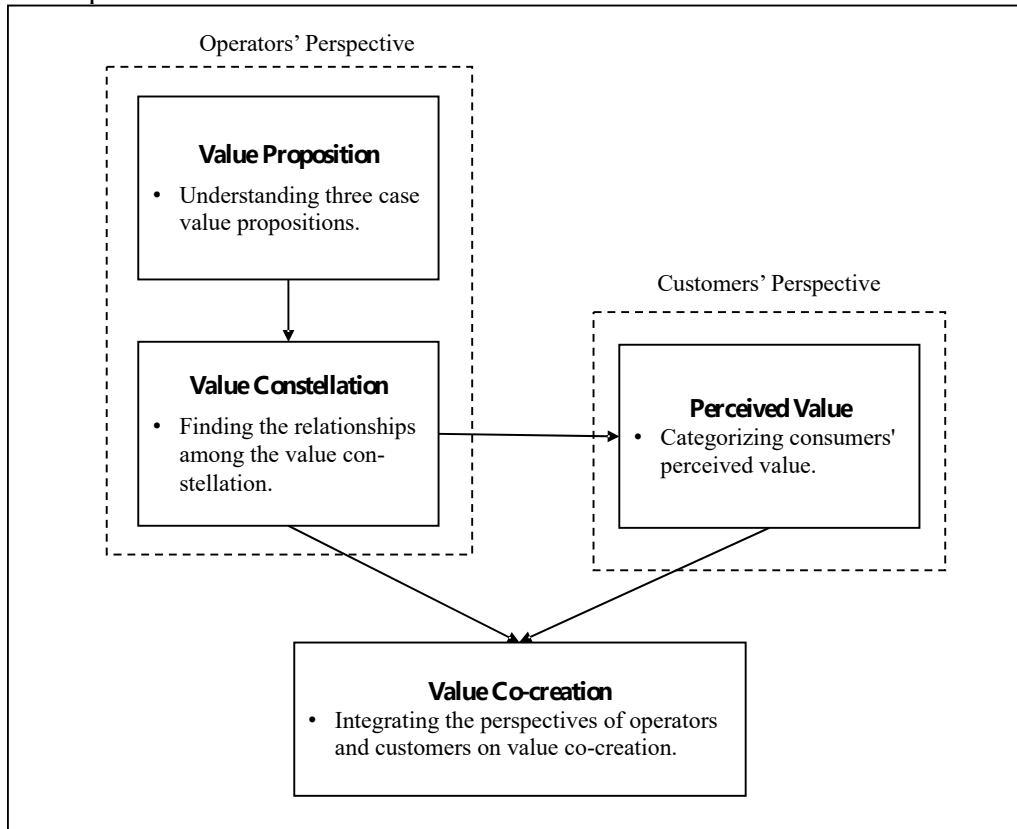 Operators' Perspective
Value Proposition
• Understanding three case
value propositions.
Customers' Perspective
Value Constellation
• Finding the relationships
among the value con-
stellation.
Perceived Value
• Categorizing consumers'
perceived value.
Value Co-creation
• Integrating the perspectives of operators
and customers on value co-creation.